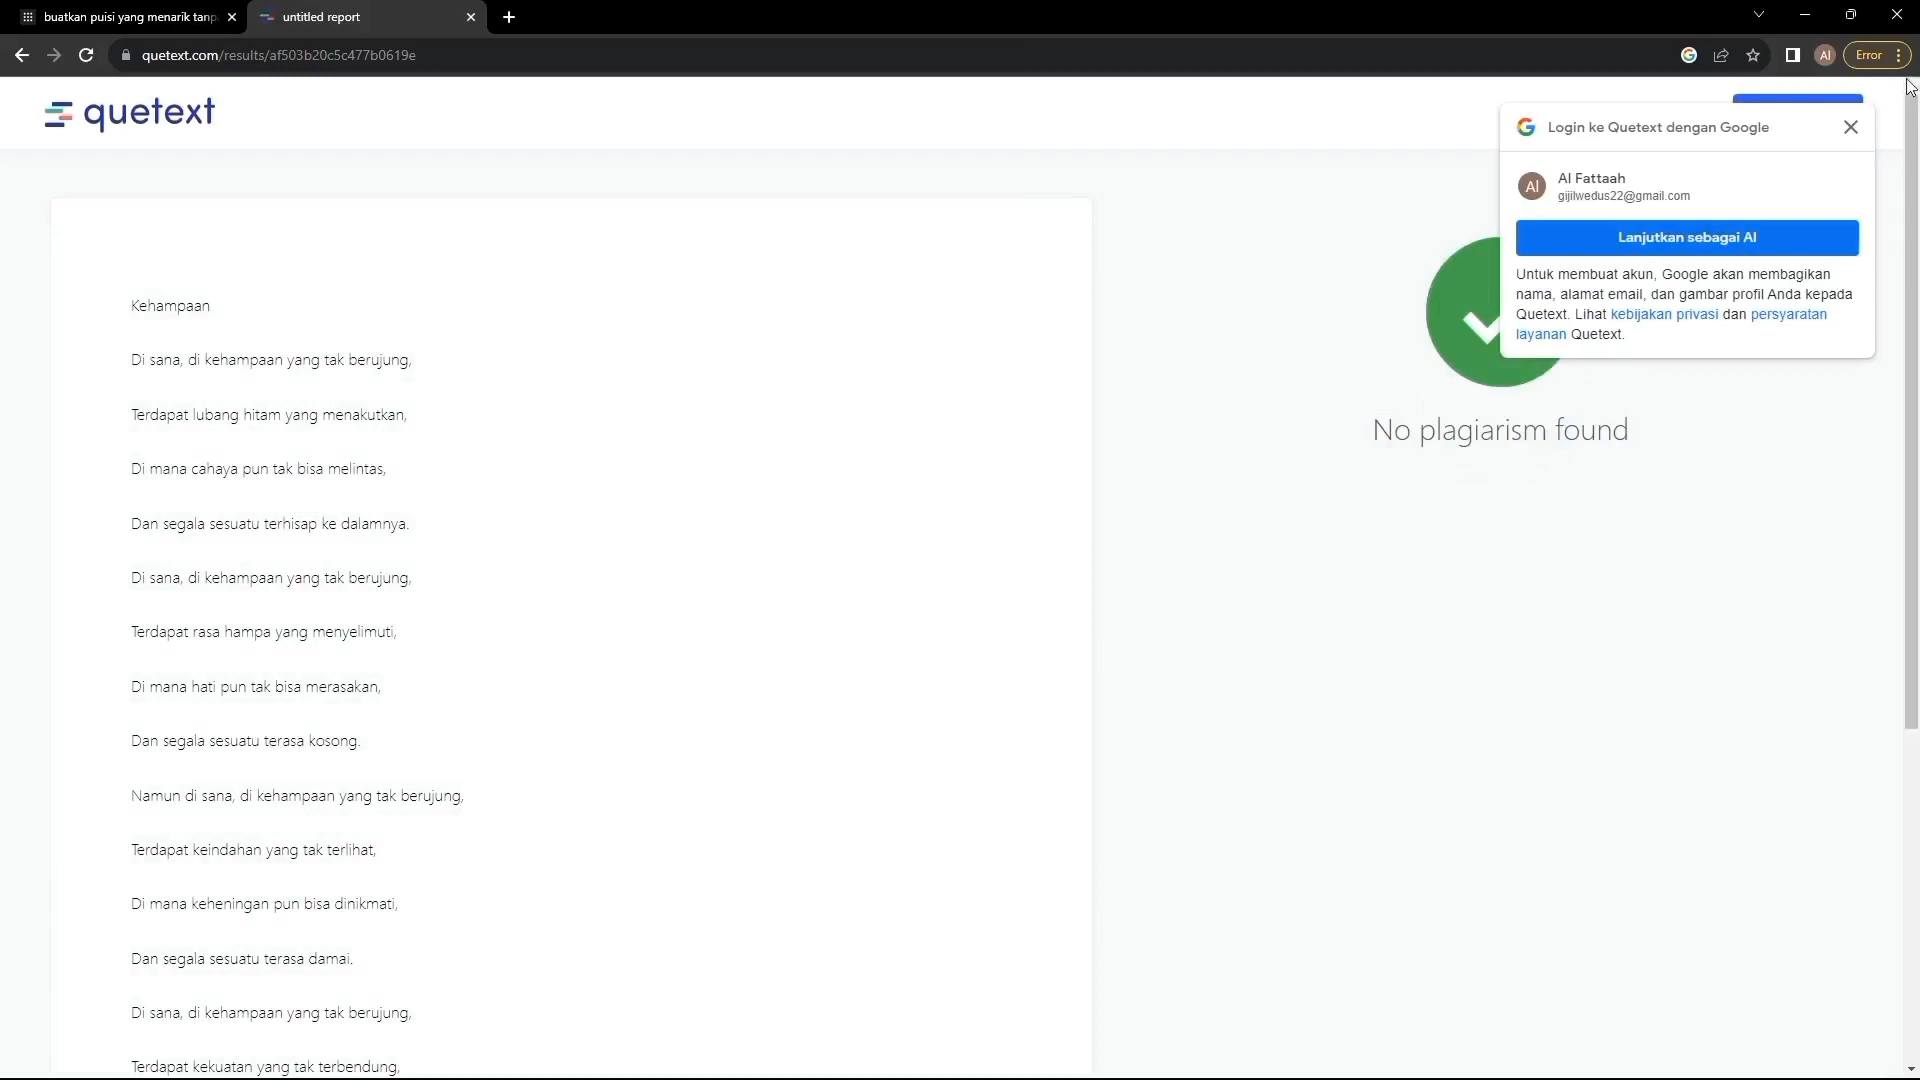 buatkan puisi yang menarik tanp
untitled report
quetext.com/results/af503b20c5c477b0619e
Al
Error
quetext
Login ke Quetext dengan Google
Al
Al Fattaah
gijilwedus22@gmail.com
Lanjutkan sebagai Al
Untuk membuat akun, Google akan membagikan
nama, alamat email, dan gambar profil Anda kepada
Quetext. Lihat kebijakan privasi dan persyaratan
layanan Quetext.
No plagiarism found
Kehampaan
Di sana, di kehampaan yang tak berujung,
Terdapat lubang hitam yang menakutkan,
Di mana cahaya pun tak bisa melintas,
Dan segala sesuatu terhisap ke dalamnya.
Di sana, di kehampaan yang tak berujung,
Terdapat rasa hampa yang menyelimuti,
Di mana hati pun tak bisa merasakan,
Dan segala sesuatu terasa kosong.
Namun di sana, di kehampaan yang tak berujung,
Terdapat keindahan yang tak terlihat,
Di mana keheningan pun bisa dinikmati,
Dan segala sesuatu terasa damai.
Di sana, di kehampaan yang tak berujung,
Terdapat kekuatan yang tak terbendung,